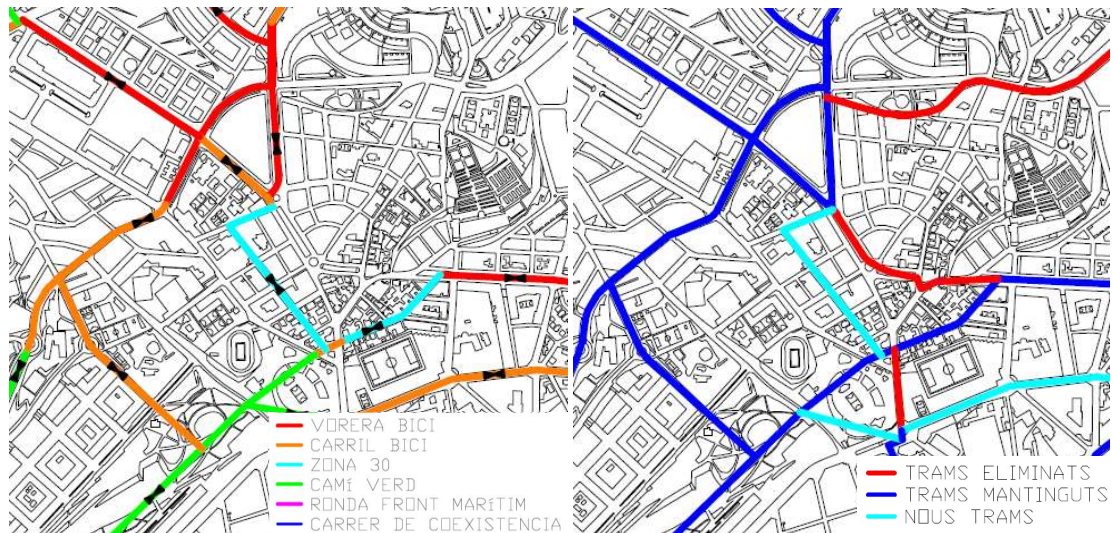 VORERA BICI
CARRIL BICI
ZONA 30
CAMÍ VERD
RONDA FRONT MARÍTIM
CARRER DE COEXISTENCIA
TRAMS ELIMINATS
TRAMS MANTINGUTS
NOUS TRAMS